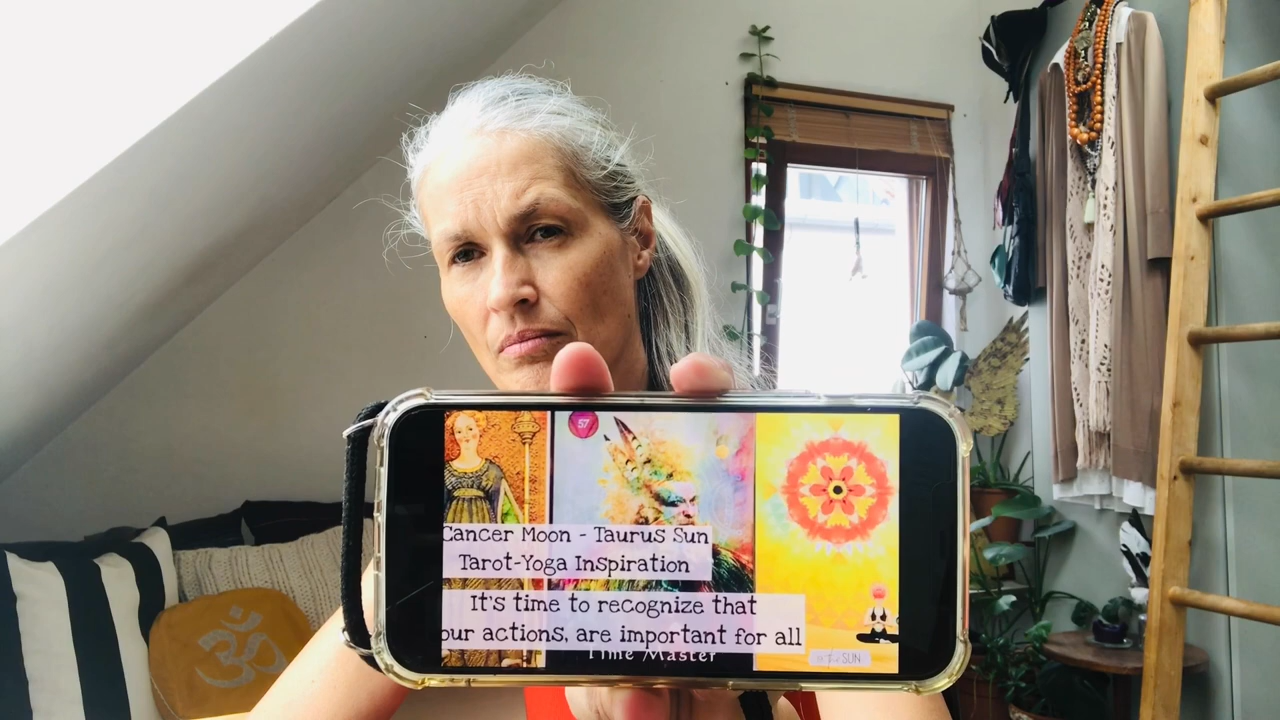 57
Cancer Moon - Taurus Sun
Tarot-Yoga Inspiration
It's time to recognize that
our actions, are important for all
Time Master
SUN